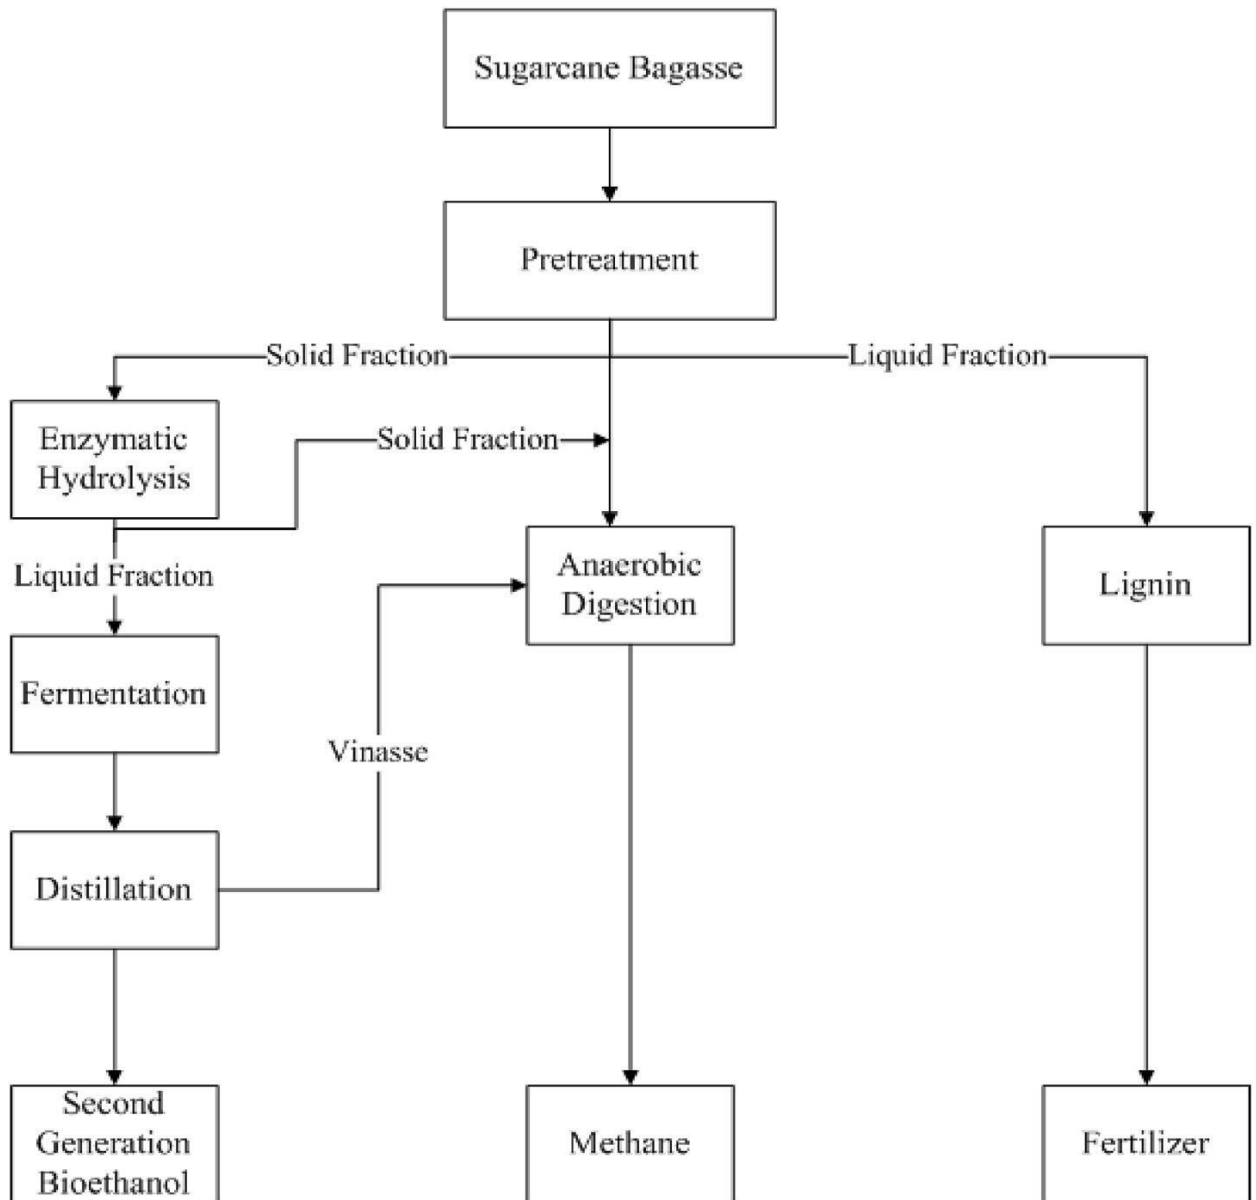 Sugarcane Bagasse
Pretreatment
Solid Fraction
Liquid Fraction
Enzymatic
Hydrolysis
Solid Fraction
Liquid Fraction
Anaerobic
Digestion
Lignin
Fermentation
Vinasse
Distillation
Second
Generation
Bioethanol
Methane
Fertilizer